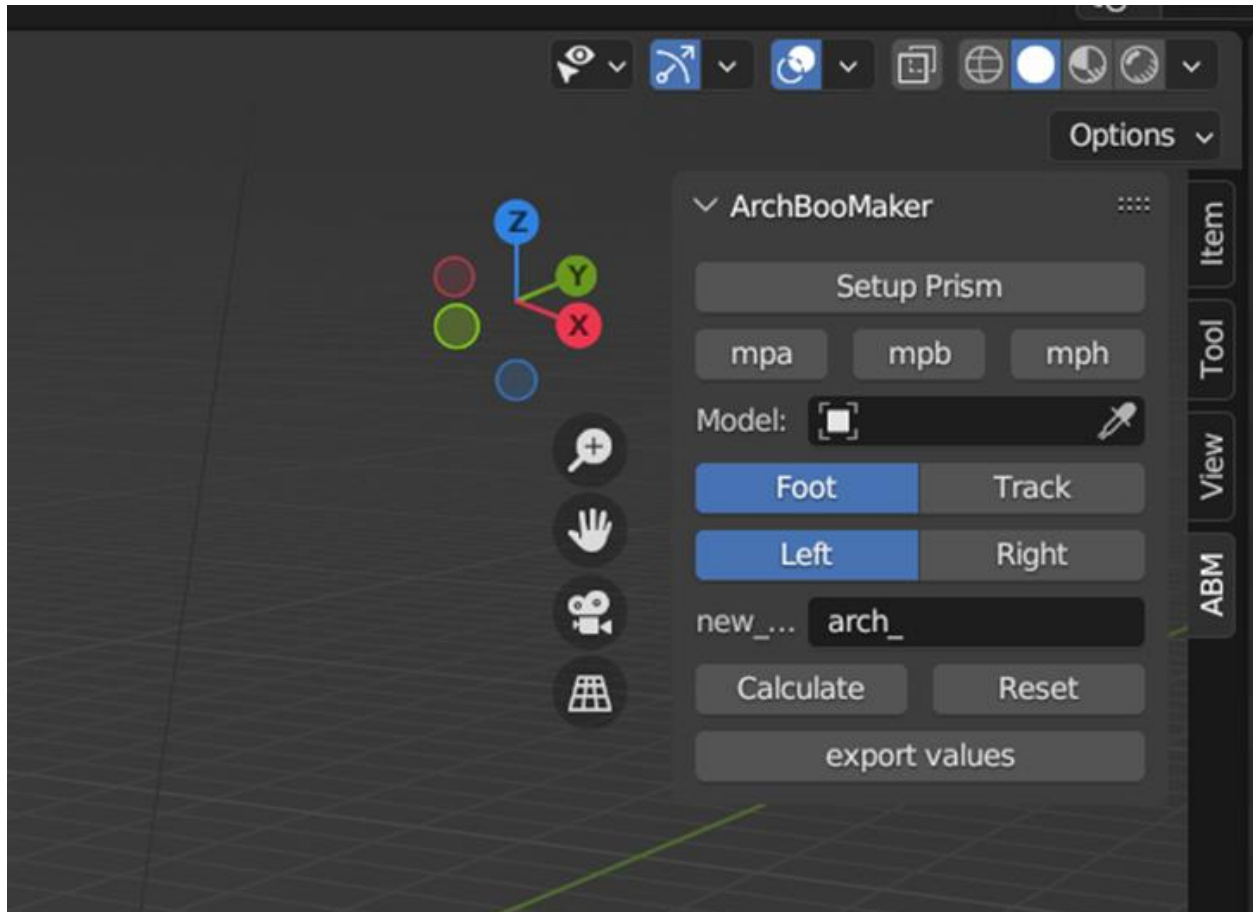 Options
ArchBooMaker
Setup Prism
mpa mpb mph
Model:
Foot Track
Left Right
new_... arch_
Calculate Reset
export values
Item
Tool
View
ABM
Z
Y
X